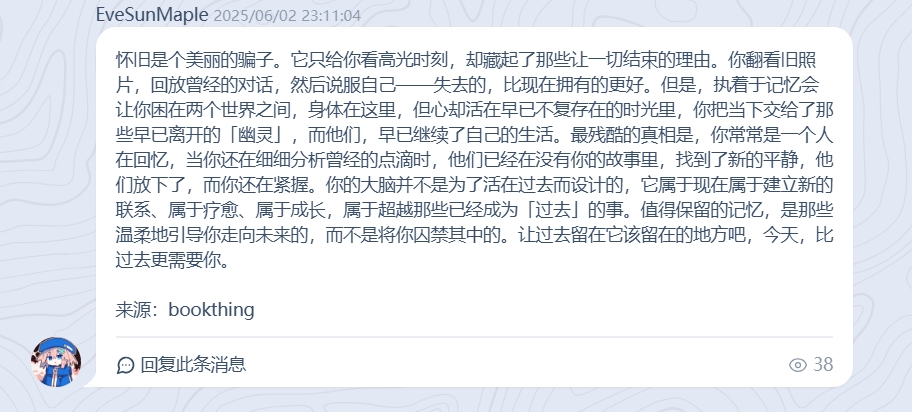 EveSunMaple 2025/06/02 23:11:04
怀旧是个美丽的骗子。它只给你看高光时刻，却藏起了那些让一切结束的理由。你翻看旧照
片，回放曾经的对话，然后说服自己——失去的，比现在拥有的更好。但是，执着于记忆会
让你困在两个世界之间，身体在这里，但心却活在早已不复存在的时光里，你把当下交给了那
些早已离开的「幽灵」，而他们，早已继续了自己的生活。最残酷的真相是，你常常是一个人
在回忆，当你还在细细分析曾经的点滴时，他们已经在没有你的故事里，找到了新的平静，他
们放下了，而你还在紧握。你的大脑并不是为了活在过去而设计的，它属于现在属于建立新的
联系、属于疗愈、属于成长，属于超越那些已经成为「过去」的事。值得保留的记忆，是那些
温柔地引导你走向未来的，而不是将你囚禁其中的。让过去留在它该留在的地方吧，今天，比
过去更需要你。
来源：bookthing
回复此条消息 38